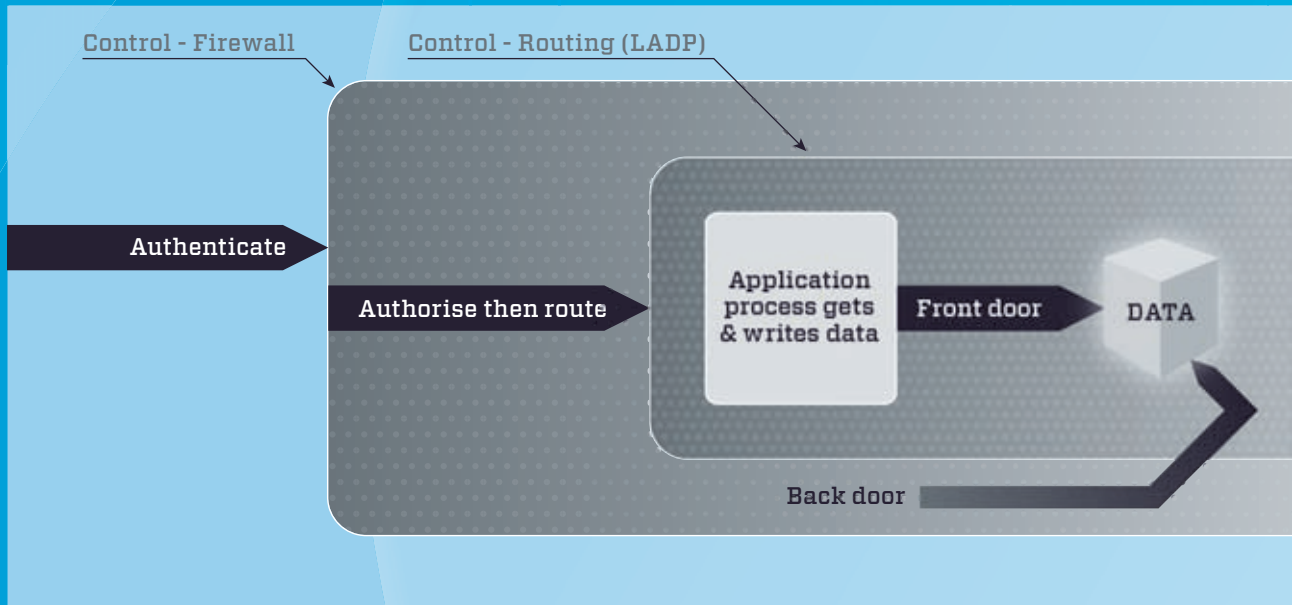 Control - Firewall
Control - Routing (LADP)
Authenticate
Authorise then route
Application
process gets
& writes data
Front door
DATA
Back door